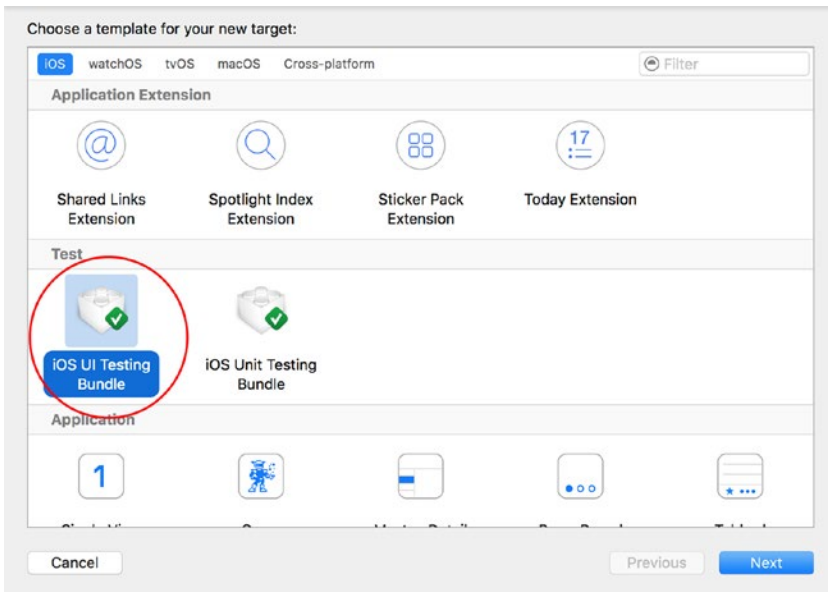 Choose a template for your new target:
iOS watchOS tvOS macOS Cross-platform Filter
Application Extension
17
Shared Links Extension
Spotlight Index Extension
Sticker Pack Extension
Today Extension
Test
iOS UI Testing Bundle
iOS Unit Testing Bundle
Application
1
Cancel Previous Next